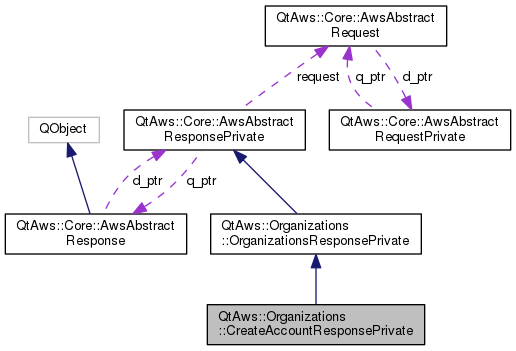 QtAws::Core::AwsAbstract
Request
request
q_ptr
d_ptr
QObject
QtAws::Core::AwsAbstract
ResponsePrivate
QtAws::Core::AwsAbstract
RequestPrivate
d_ptr
q_ptr
QtAws::Core::AwsAbstract
Response
QtAws::Organizations
::OrganizationsResponsePrivate
QtAws::Organizations
::CreateAccountResponsePrivate